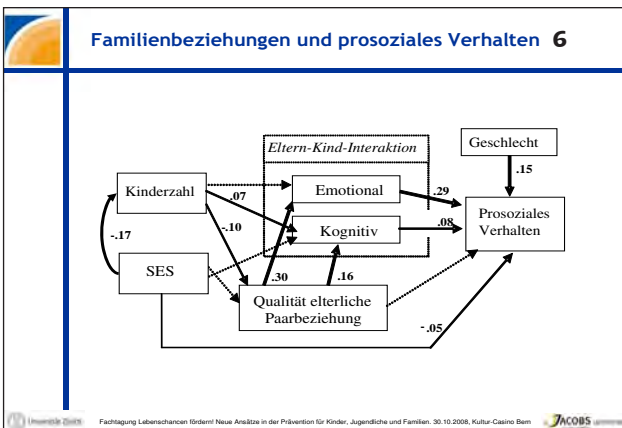 Familienbeziehungen und prosoziales Verhalten 6
Eltern-Kind-Interaktion
Geschlecht
.15
Kinderzahl
.07
Emotional
.29
Kognitiv
.08
Prosoziales
Verhalten
-.10
-.17
SES
.30
.16
Qualität elterliche
Paarbeziehung
-.05
Fachtagung Lebenschancen fördern! Neue Ansätze in der Prävention für Kinder, Jugendliche und Familien. 30.10.2008, Kultur-Casino Bern
JACOBS